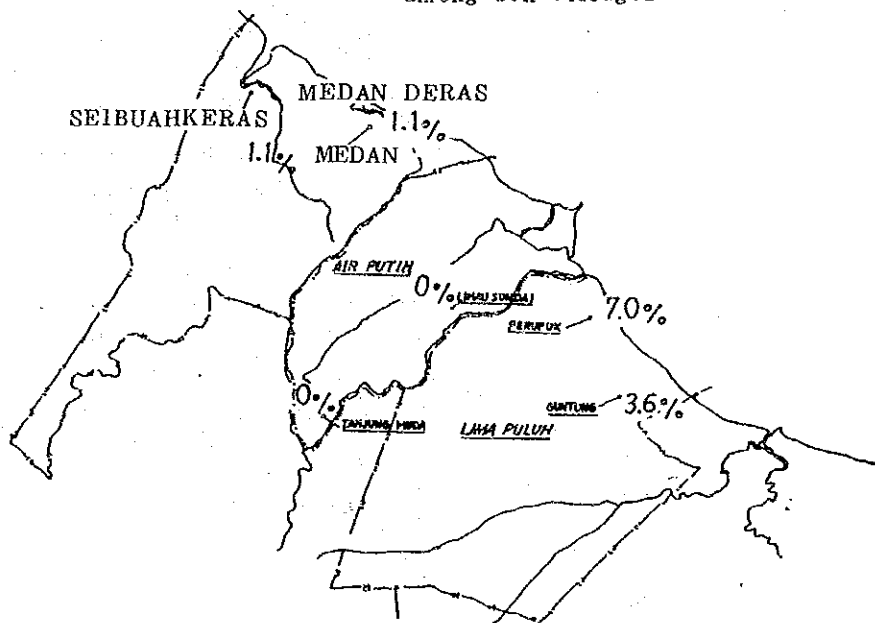 MEDAN DERAS
1.1%
SEIBUAHKERAS
1.1%
MEDAN
AIR PUTIH
0%
7.0%
PERUPUK
0%
GUNTUNG
3.6%
TANJUNG MUDA
LIMA PULUH